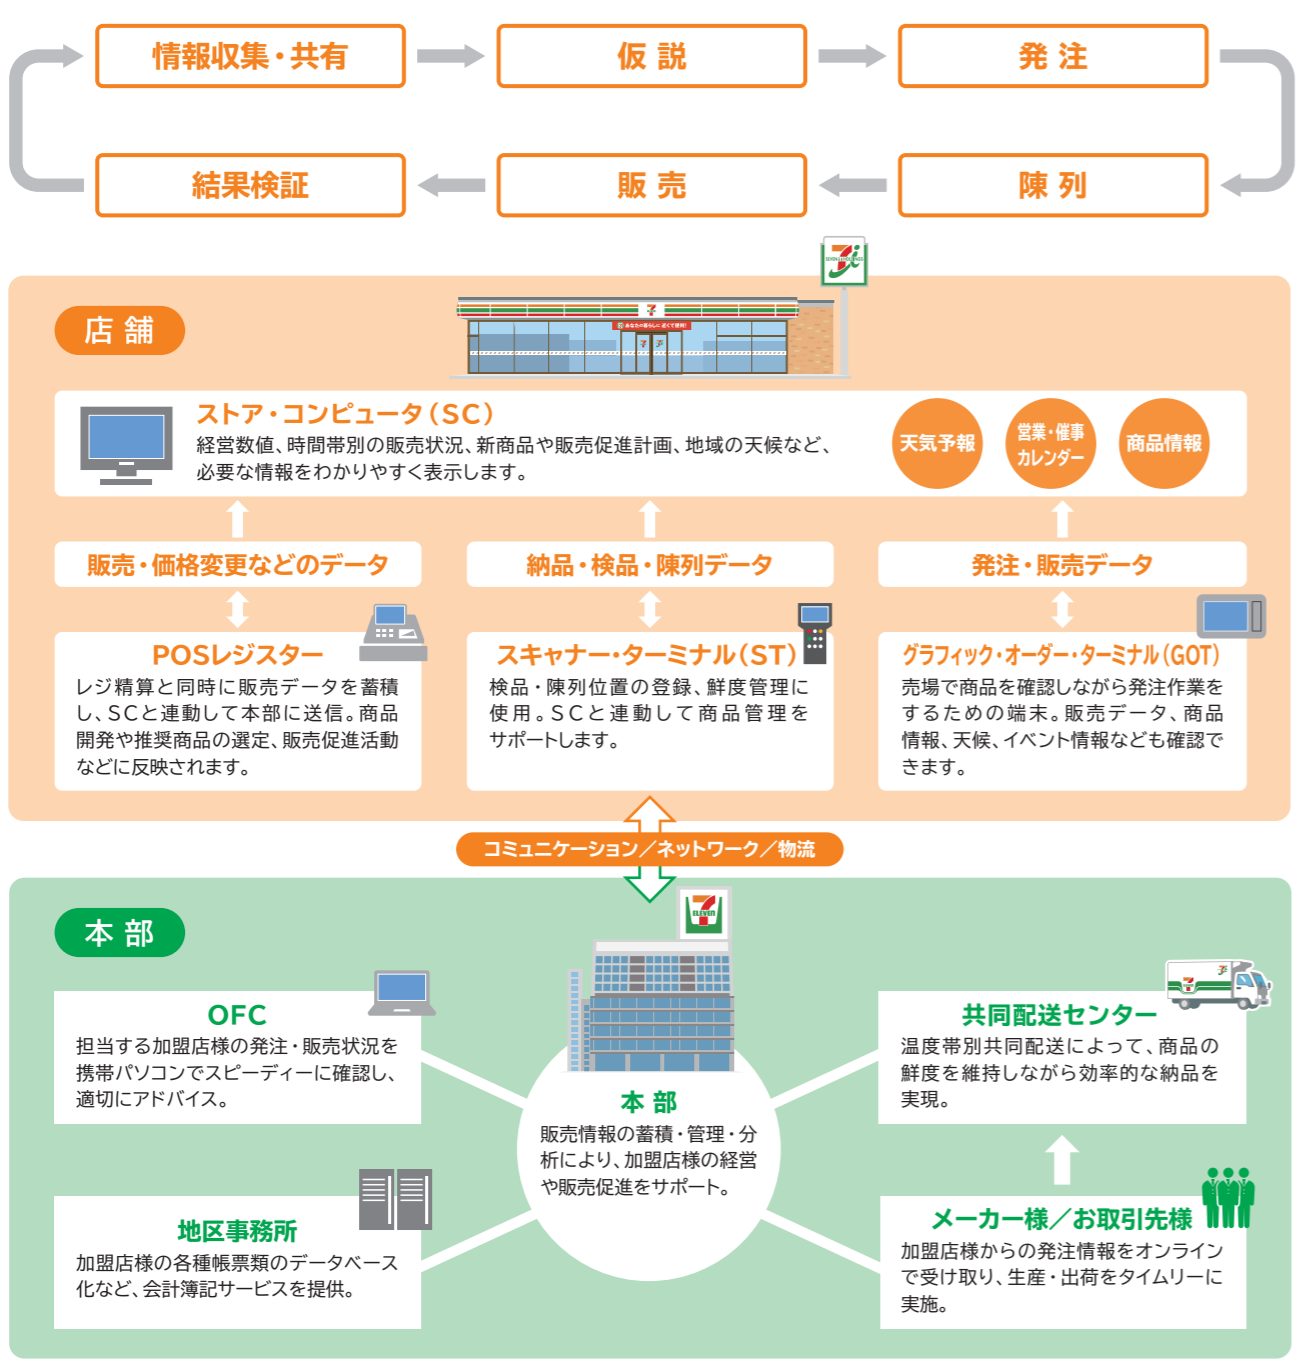 情報収集・共有
仮 説
発 注
結果検証
販 売
陳 列
店 舗
あなたの暮らしに 近くて便利!
ストア・コンピュータ(SC)
経営数値、時間帯別の販売状況、新商品や販売促進計画、地域の天候など、
必要な情報をわかりやすく表示します。
天気予報
営業・催事
カレンダー
商品情報
販売・価格変更などのデータ
納品・検品・陳列データ
発注・販売データ
POSレジスター
レジ精算と同時に販売データを蓄積
し、SCと連動して本部に送信。商品
開発や推奨商品の選定、販売促進活動
などに反映されます。
スキャナー・ターミナル(ST)
検品・陳列位置の登録、鮮度管理に
使用。SCと連動して商品管理を
サポートします。
グラフィック・オーダー・ターミナル(GOT)
売場で商品を確認しながら発注作業を
するための端末。販売データ、商品
情報、天候、イベント情報なども確認で
きます。
コミュニケーション/ネットワーク/物流
本 部
ELEVEN
OFC
担当する加盟店様の発注・販売状況を
携帯パソコンでスピーディーに確認し、
適切にアドバイス。
共同配送センター
温度帯別共同配送によって、商品の
鮮度を維持しながら効率的な納品を
実現。
本 部
販売情報の蓄積・管理・分
析により、加盟店様の経営
や販売促進をサポート。
地区事務所
加盟店様の各種帳票類のデータベース
化など、会計簿記サービスを提供。
メーカー様/お取引先様
加盟店様からの発注情報をオンライン
で受け取り、生産・出荷をタイムリーに
実施。